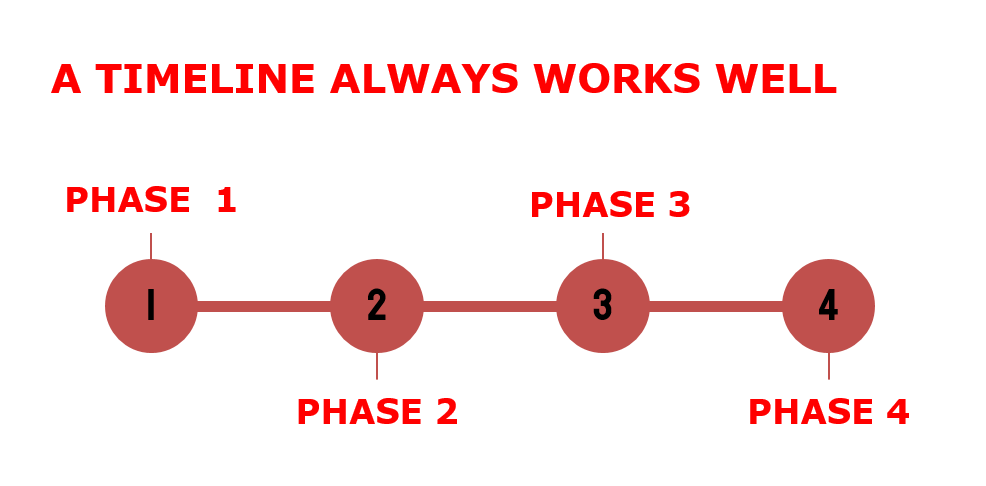 A TIMELINE ALWAYS WORKS WELL
PHASE  1
PHASE 3
1
2
3
4
PHASE 2
PHASE 4